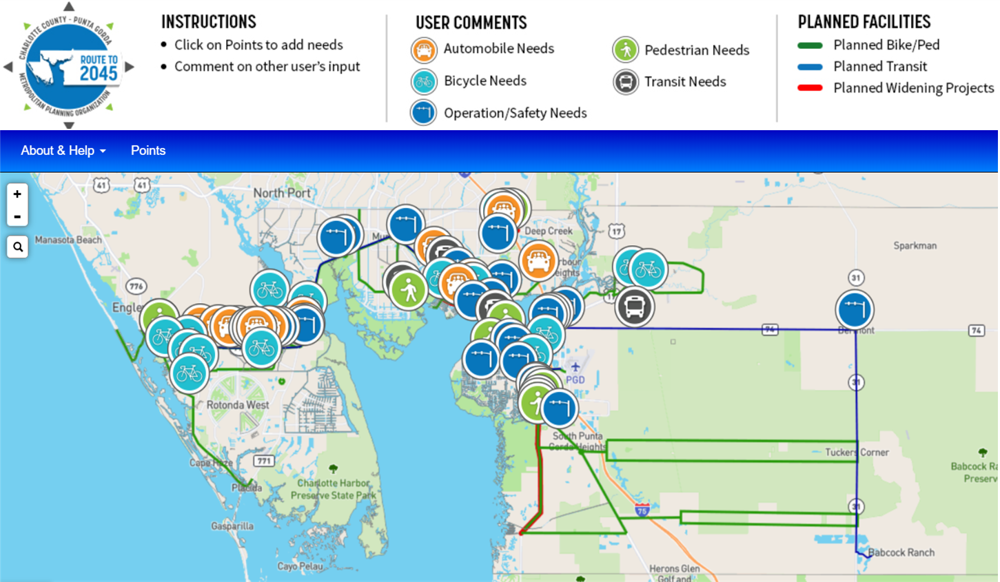 CHARLOTTE COUNTY - PUNTA GORDA
ROUTE TO
2045
METROPOLITAN PLANNING ORGANIZATION
INSTRUCTIONS
• Click on Points to add needs
• Comment on other user's input
USER COMMENTS
Automobile Needs
Bicycle Needs
Operation/Safety Needs
Pedestrian Needs
Transit Needs
PLANNED FACILITIES
Planned Bike/Ped
Planned Transit
Planned Widening Projects
About & Help
Points
+
-
41
41
North Port
Manasota Beach
Deep Creek
17
Sparkman
31
776
Engle
Mu
rbour
eights
17
74
Bermont
74
PGD
31
Rotonda West
South Punta
Gorda Heights
Tuckers Corner
Cape Haze
771
Placida
Charlotte Harbor
Preserve State Park
Babcock Ra
Preserv
75
31
Gasparilla
Babcock Ranch
Cayo Pelau
Herons Glen
Golf and